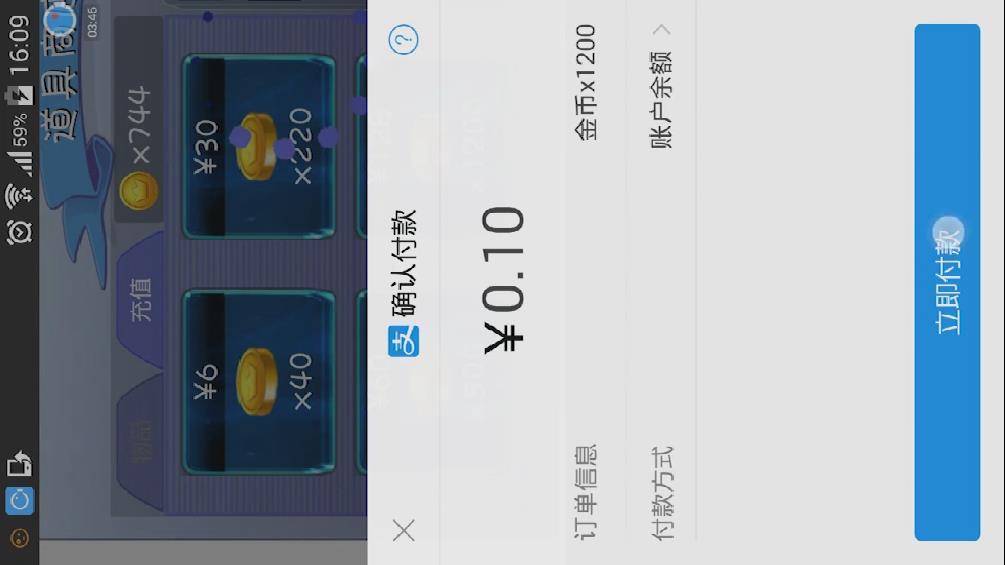 59% 16:09
03:45
道具商
×744
物品
充值
¥6
×40
¥30
×220
确认付款
?
¥0.10
订单信息
金币x1200
付款方式
账户余额
立即付款